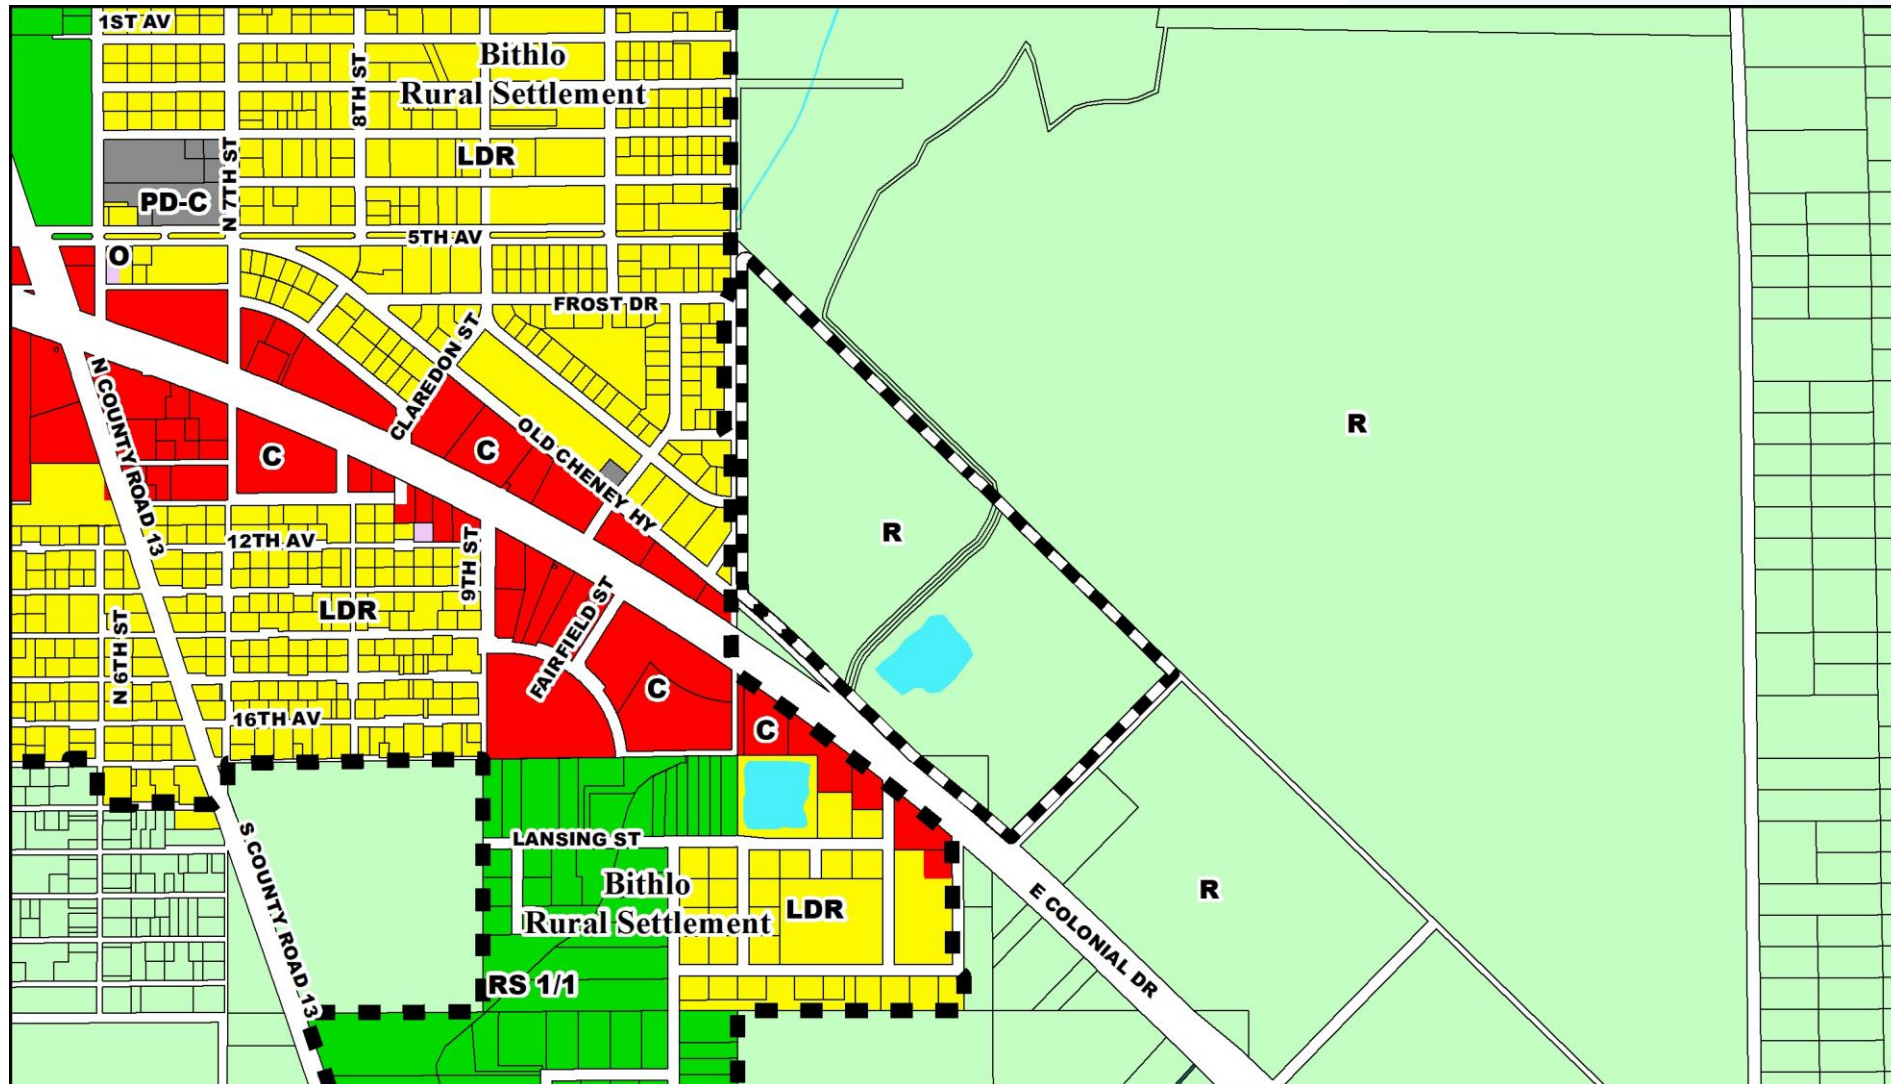 1ST AV
Bithlo
Rural Settlement
8TH ST
LDR
N 7TH ST
PD-C
5TH AV
O
FROST DR
CLAREDON ST
N COUNTY ROAD 13
C
C
OLD CHENEY HY
R
R
12TH AV
9TH ST
FAIRFIELD ST
LDR
N 6TH ST
C
16TH AV
C
S COUNTY ROAD 13
LANSING ST
Bithlo
Rural Settlement
LDR
R
E COLONIAL DR
RS 1/1